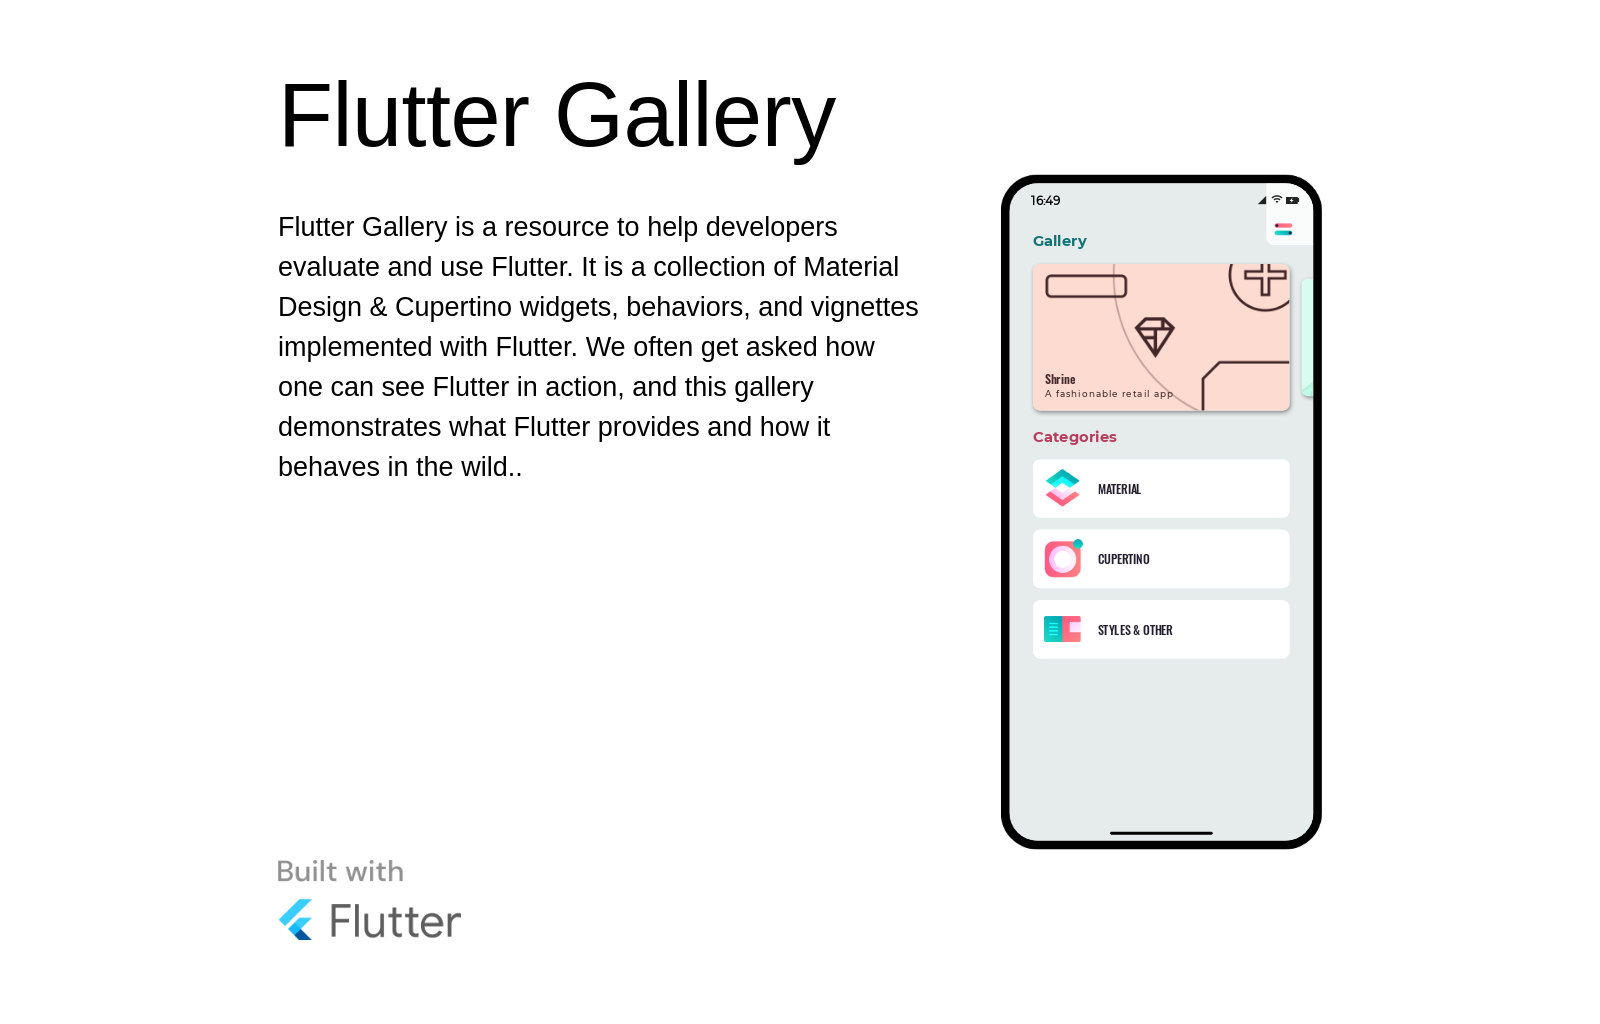 Flutter Gallery
Flutter Gallery is a resource to help developers
evaluate and use Flutter. It is a collection of Material
Design & Cupertino widgets, behaviors, and vignettes
implemented with Flutter. We often get asked how
one can see Flutter in action, and this gallery
demonstrates what Flutter provides and how it
behaves in the wild..
Built with
Flutter
16:49
Gallery
Shrine
A fashionable retail app
Categories
MATERIAL
CUPERTINO
STYLES & OTHER